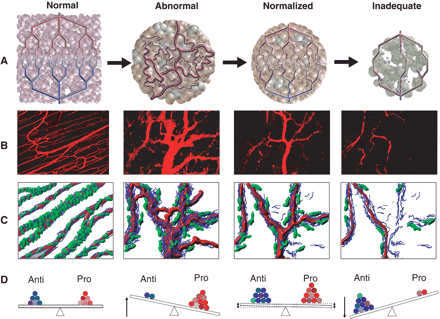 Normal Abnormal Normalized Inadequate
A
B
C
D Anti Pro Anti Pro Anti Pro Anti Pro